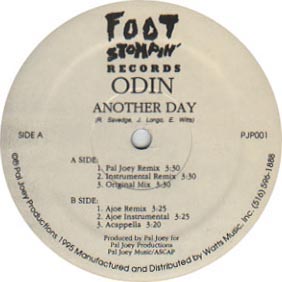 FOOT
STOMPIN'
RECORDS
ODIN
ANOTHER DAY
(R. Savedge, J. Longo, E. Witts)
SIDE A
PJP001
A SIDE:
1. Pal Joey Remix 3:30
2. Instrumental Remix 3:30
3. Original Mix 3:30
B SIDE:
1. Ajoe Remix 3:25
2. Ajoe Instrumental 3:25
3. Acappella 3:20
Produced by Pal Joey for
Pal Joey Productions
Pal Joey Music/ASCAP
℗ Pal Joey Productions 1995 Manufactured and Distributed by Watts Music, Inc (516) 596-1888